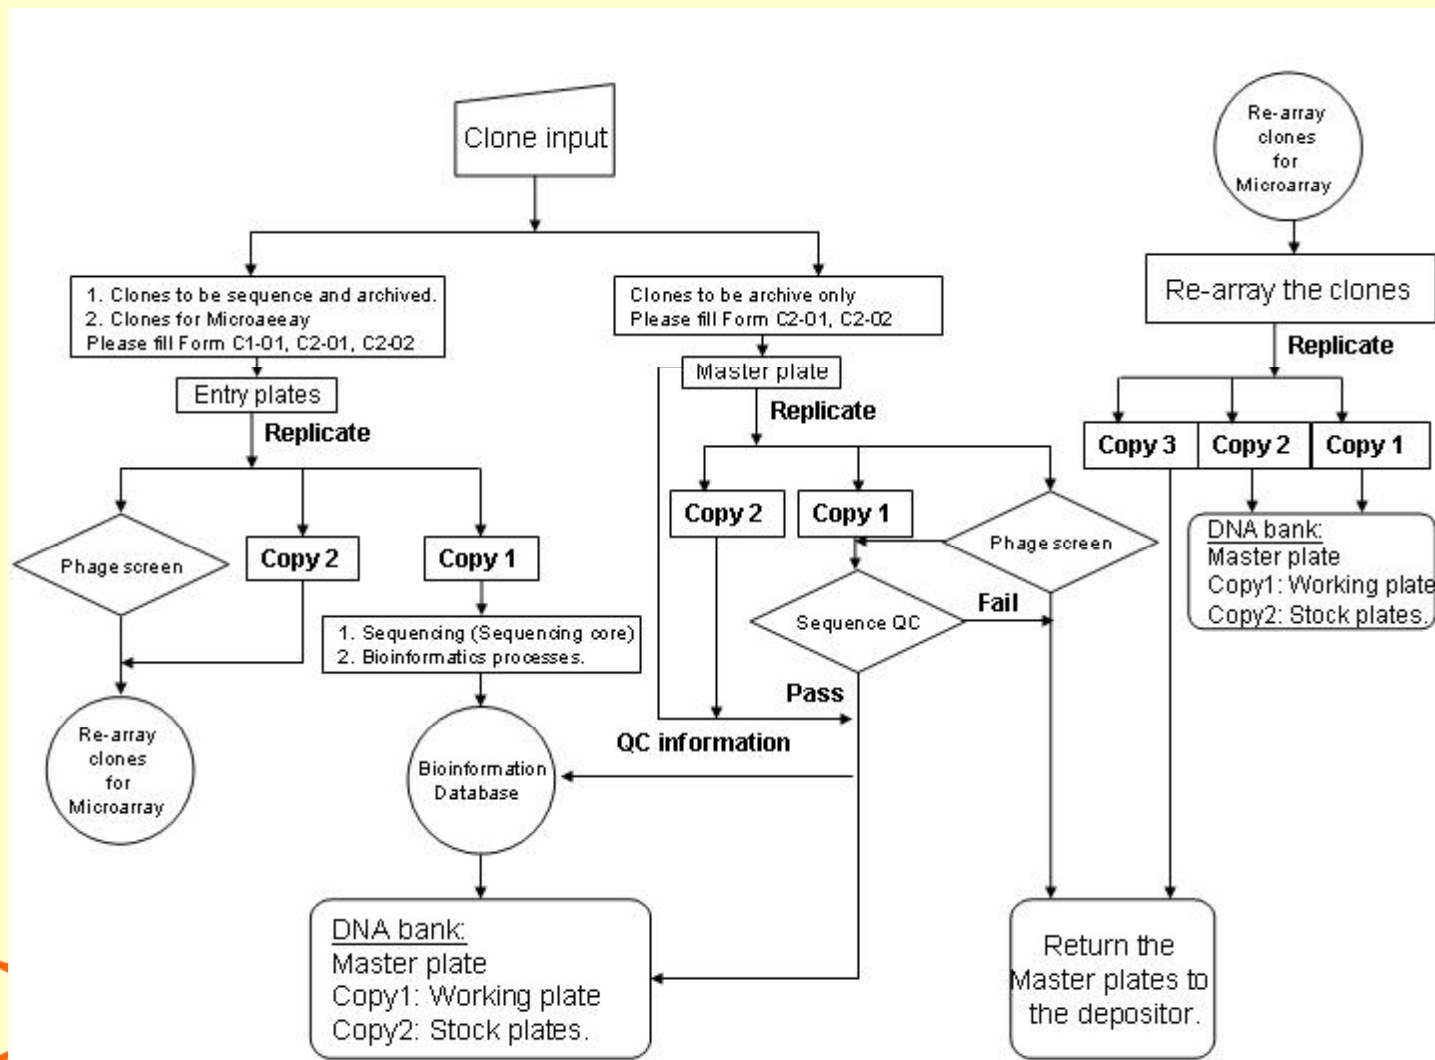 Clone input
1. Clones to be sequence and archived.
2. Clones for Microaeeay
Please fill Form C1-01, C2-01, C2-02
Entry plates
Replicate
Phage screen
Copy 2
Copy 1
1. Sequencing (Sequencing core)
2. Bioinformatics processes.
Re-array
clones
for
Microarray
Bioinformation
Database
DNA bank:
Master plate
Copy1: Working plate
Copy2: Stock plates.
Clones to be archive only
Please fill Form C2-01, C2-02
Master plate
Replicate
Copy 2
Copy 1
Phage screen
Sequence QC
Fail
Pass
QC information
Re-array
clones
for
Microarray
Re-array the clones
Replicate
Copy 3
Copy 2
Copy 1
DNA bank:
Master plate
Copy1: Working plate
Copy2: Stock plates.
Return the
Master plates to
the depositor.